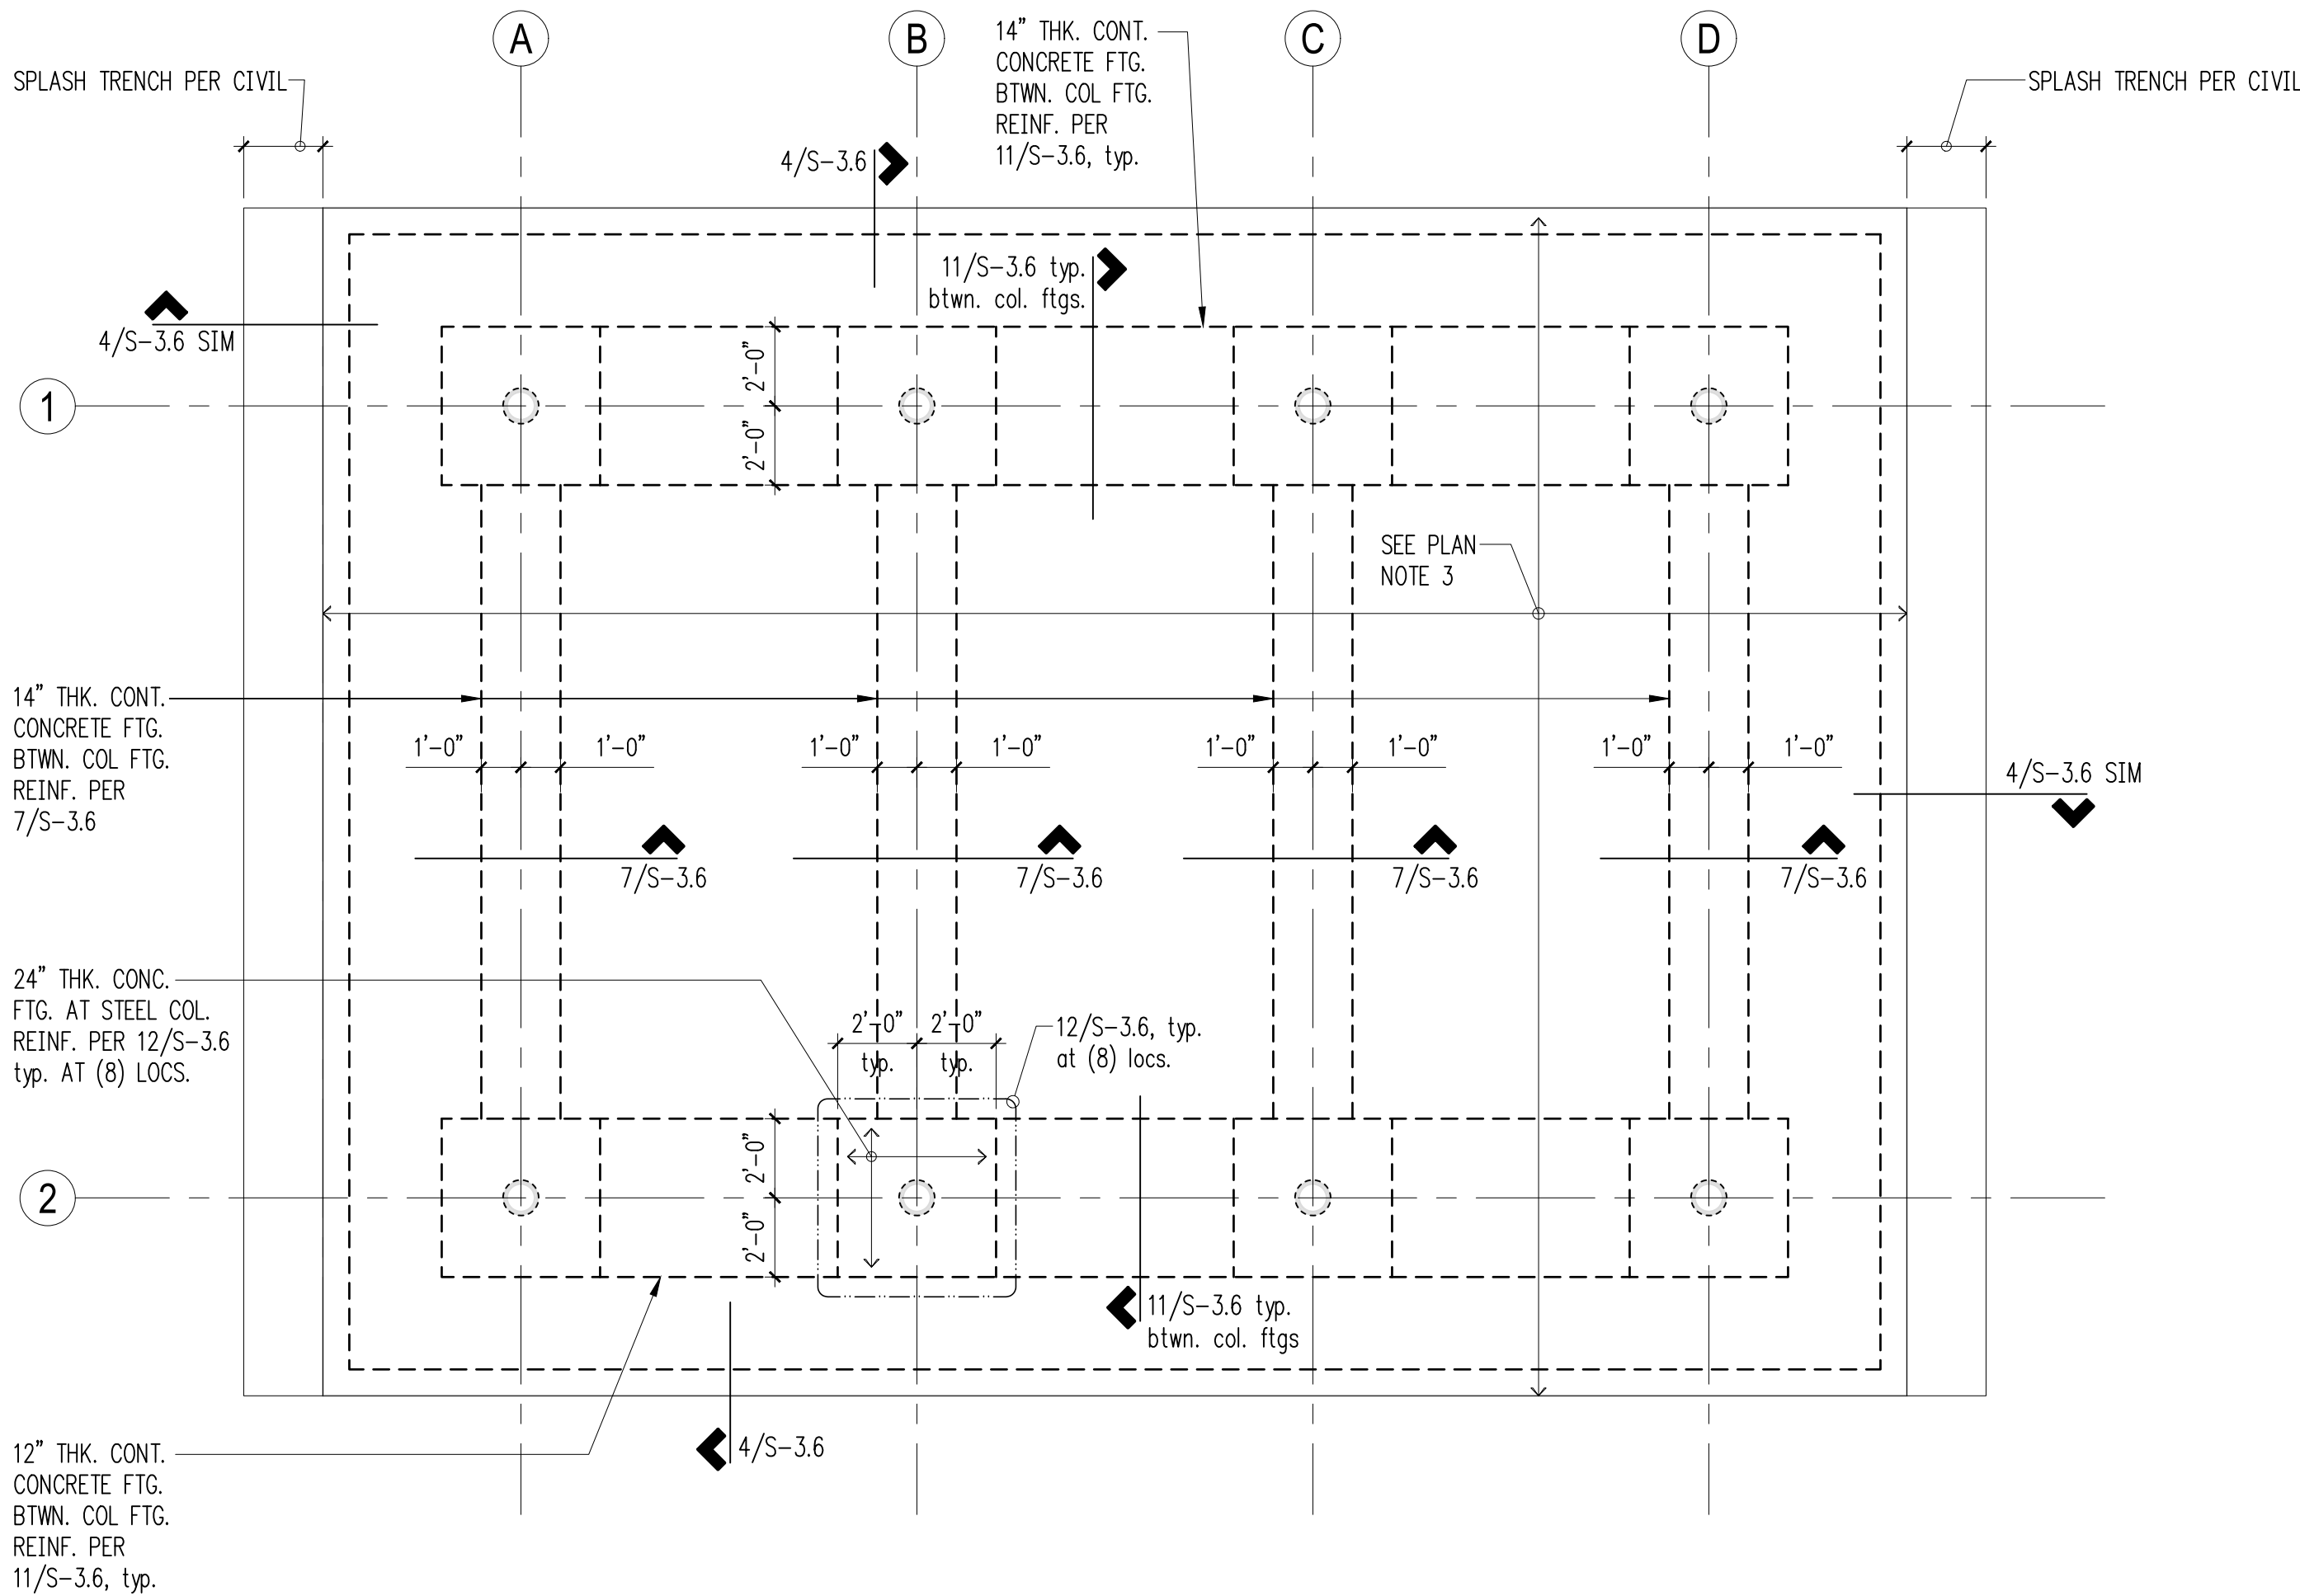 A
B
C
D
14” THK. CONT.
CONCRETE FTG.
BTWN. COL FTG.
REINF. PER
11/S-3.6, typ.
SPLASH TRENCH PER CIVIL
SPLASH TRENCH PER CIVIL
4/S-3.6
11/S-3.6 typ.
btwn. col. ftgs.
4/S-3.6 SIM
2'-0”
2'-0”
1
SEE PLAN
NOTE 3
14” THK. CONT.
CONCRETE FTG.
BTWN. COL FTG.
REINF. PER
7/S-3.6
1'-0”
1'-0”
1'-0”
1'-0”
1'-0”
1'-0”
1'-0”
1'-0”
4/S-3.6 SIM
7/S-3.6
7/S-3.6
7/S-3.6
7/S-3.6
24” THK. CONC.
FTG. AT STEEL COL.
REINF. PER 12/S-3.6
typ. AT (8) LOCS.
2'-0”
typ.
2'-0”
typ.
12/S-3.6, typ.
at (8) locs.
2'-0”
2'-0”
2
11/S-3.6 typ.
btwn. col. ftgs
4/S-3.6
12” THK. CONT.
CONCRETE FTG.
BTWN. COL FTG.
REINF. PER
11/S-3.6, typ.